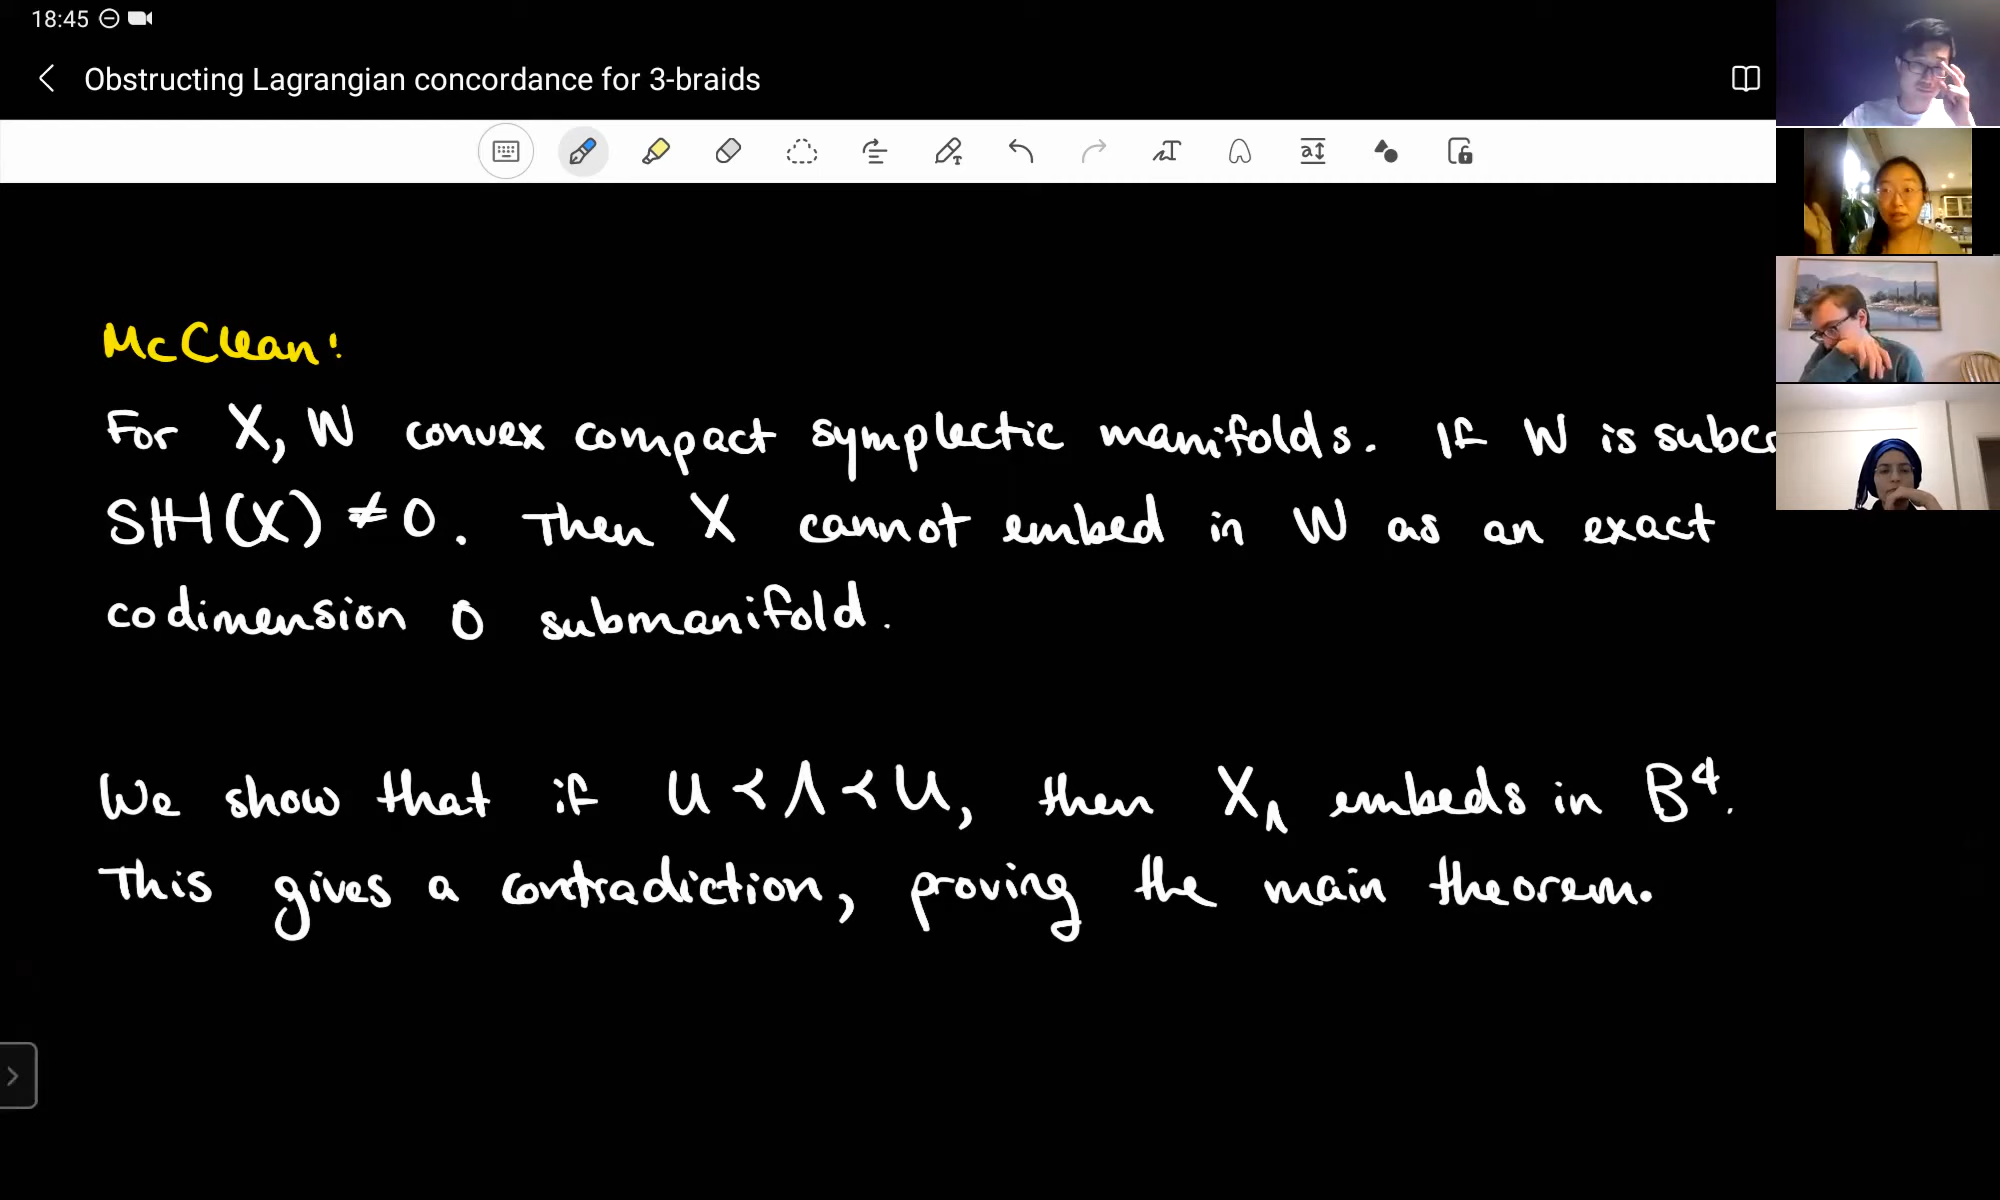 18:45
Obstructing Lagrangian concordance for 3-braids
McClean:
For X, W convex compact symplectic manifolds. If W is
SH(X) ≠ 0. Then X cannot embed in W as an exact
codimension 0 submanifold.
We show that if U ≺ Λ ≺ U, then X_Λ embeds in B⁴.
This gives a contradiction, proving the main theorem.